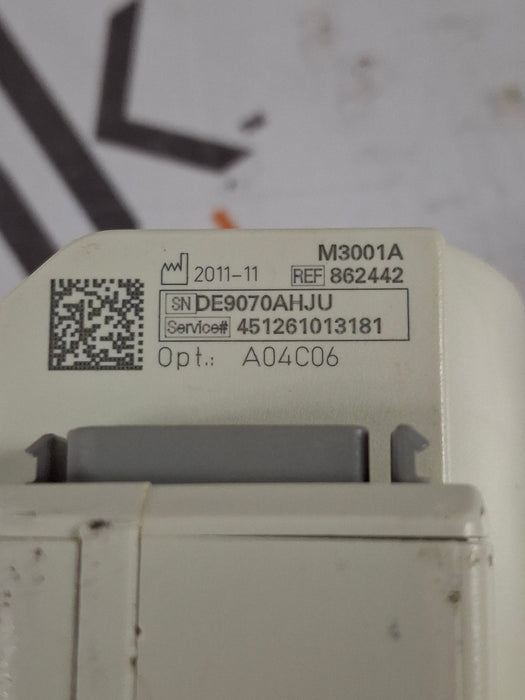 M3001A
2011-11 REF 862442
SN DE9070AHJU
Service# 451261013181
Opt.: A04C06